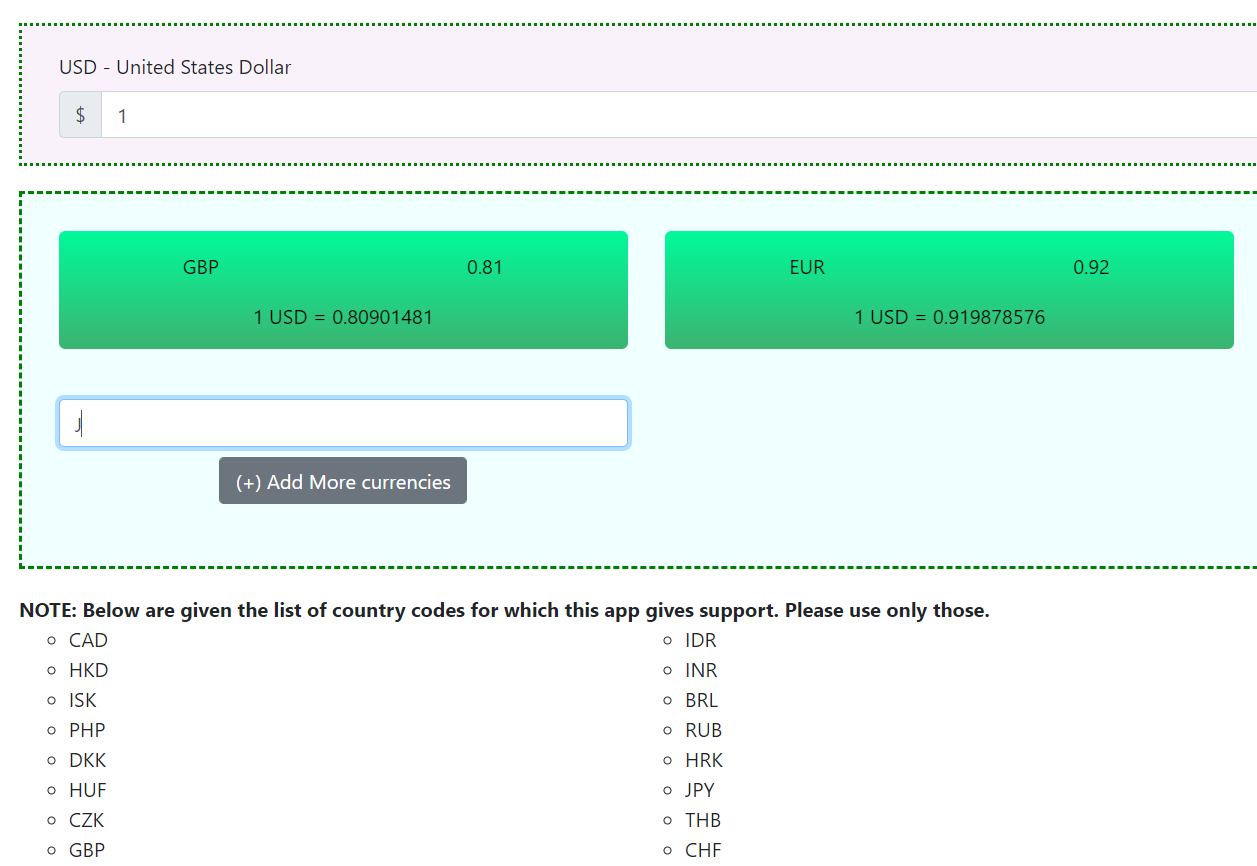 USD - United States Dollar
$ 1
GBP 0.81
1 USD = 0.80901481
EUR 0.92
1 USD = 0.919878576
J
(+) Add More currencies
NOTE: Below are given the list of country codes for which this app gives support. Please use only those.
CAD
HKD
ISK
PHP
DKK
HUF
CZK
GBP
IDR
INR
BRL
RUB
HRK
JPY
THB
CHF